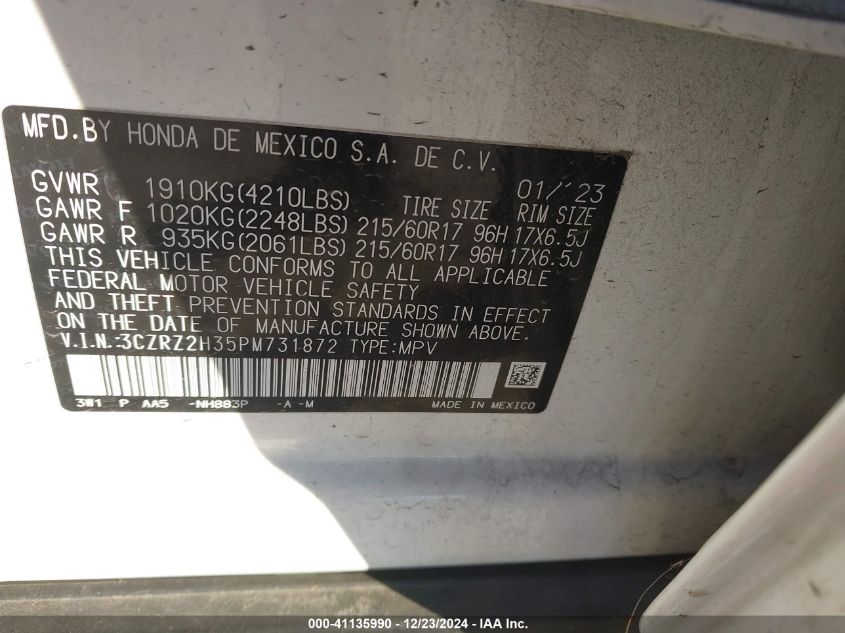 MFD.BY HONDA DE MEXICO S.A. DE C.V.
01/'23
GVWR 1910KG(4210LBS) TIRE SIZE RIM SIZE
GAWR F 1020KG(2248LBS) 215/60R17 96H 17X6.5J
GAWR R 935KG(2061LBS) 215/60R17 96H 17X6.5J
THIS VEHICLE CONFORMS TO ALL APPLICABLE
FEDERAL MOTOR VEHICLE SAFETY
AND THEFT PREVENTION STANDARDS IN EFFECT
ON THE DATE OF MANUFACTURE SHOWN ABOVE.
V.I.N.:3CZRZ2H35PM731872 TYPE:MPV
3W1 P AA5 -NH883P -A -M MADE IN MEXICO
000-41135990 - 12/23/2024 - IAA Inc.